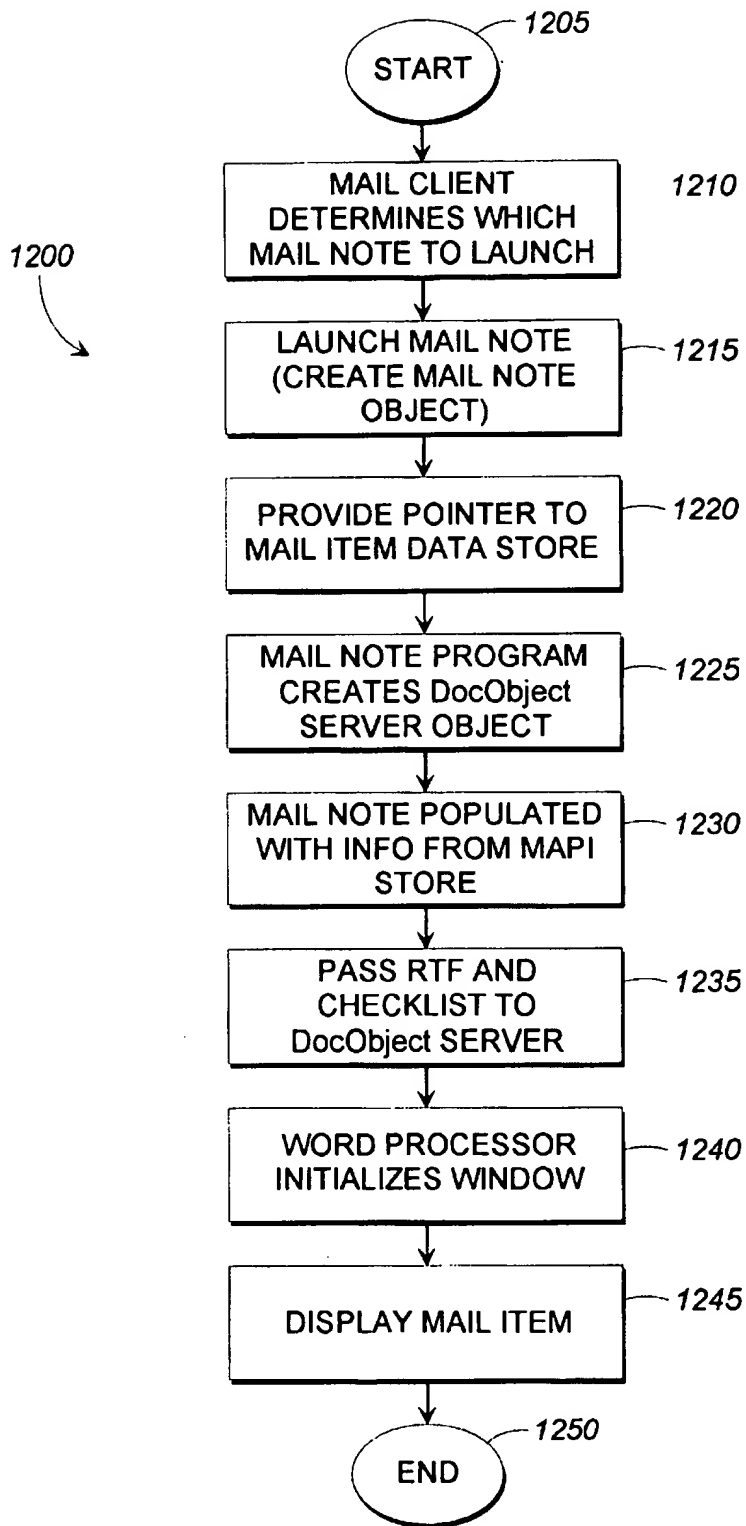 1205
START
MAIL CLIENT
DETERMINES WHICH
MAIL NOTE TO LAUNCH
1210
1200
LAUNCH MAIL NOTE
(CREATE MAIL NOTE
OBJECT)
1215
PROVIDE POINTER TO
MAIL ITEM DATA STORE
1220
MAIL NOTE PROGRAM
CREATES DocObject
SERVER OBJECT
1225
MAIL NOTE POPULATED
WITH INFO FROM MAPI
STORE
1230
PASS RTF AND
CHECKLIST TO
DocObject SERVER
1235
WORD PROCESSOR
INITIALIZES WINDOW
1240
DISPLAY MAIL ITEM
1245
1250
END